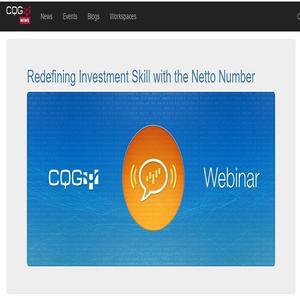 CQG
NEWS
News
Events
Blogs
Workspaces
Redefining Investment Skill with the Netto Number
CQG
Webinar